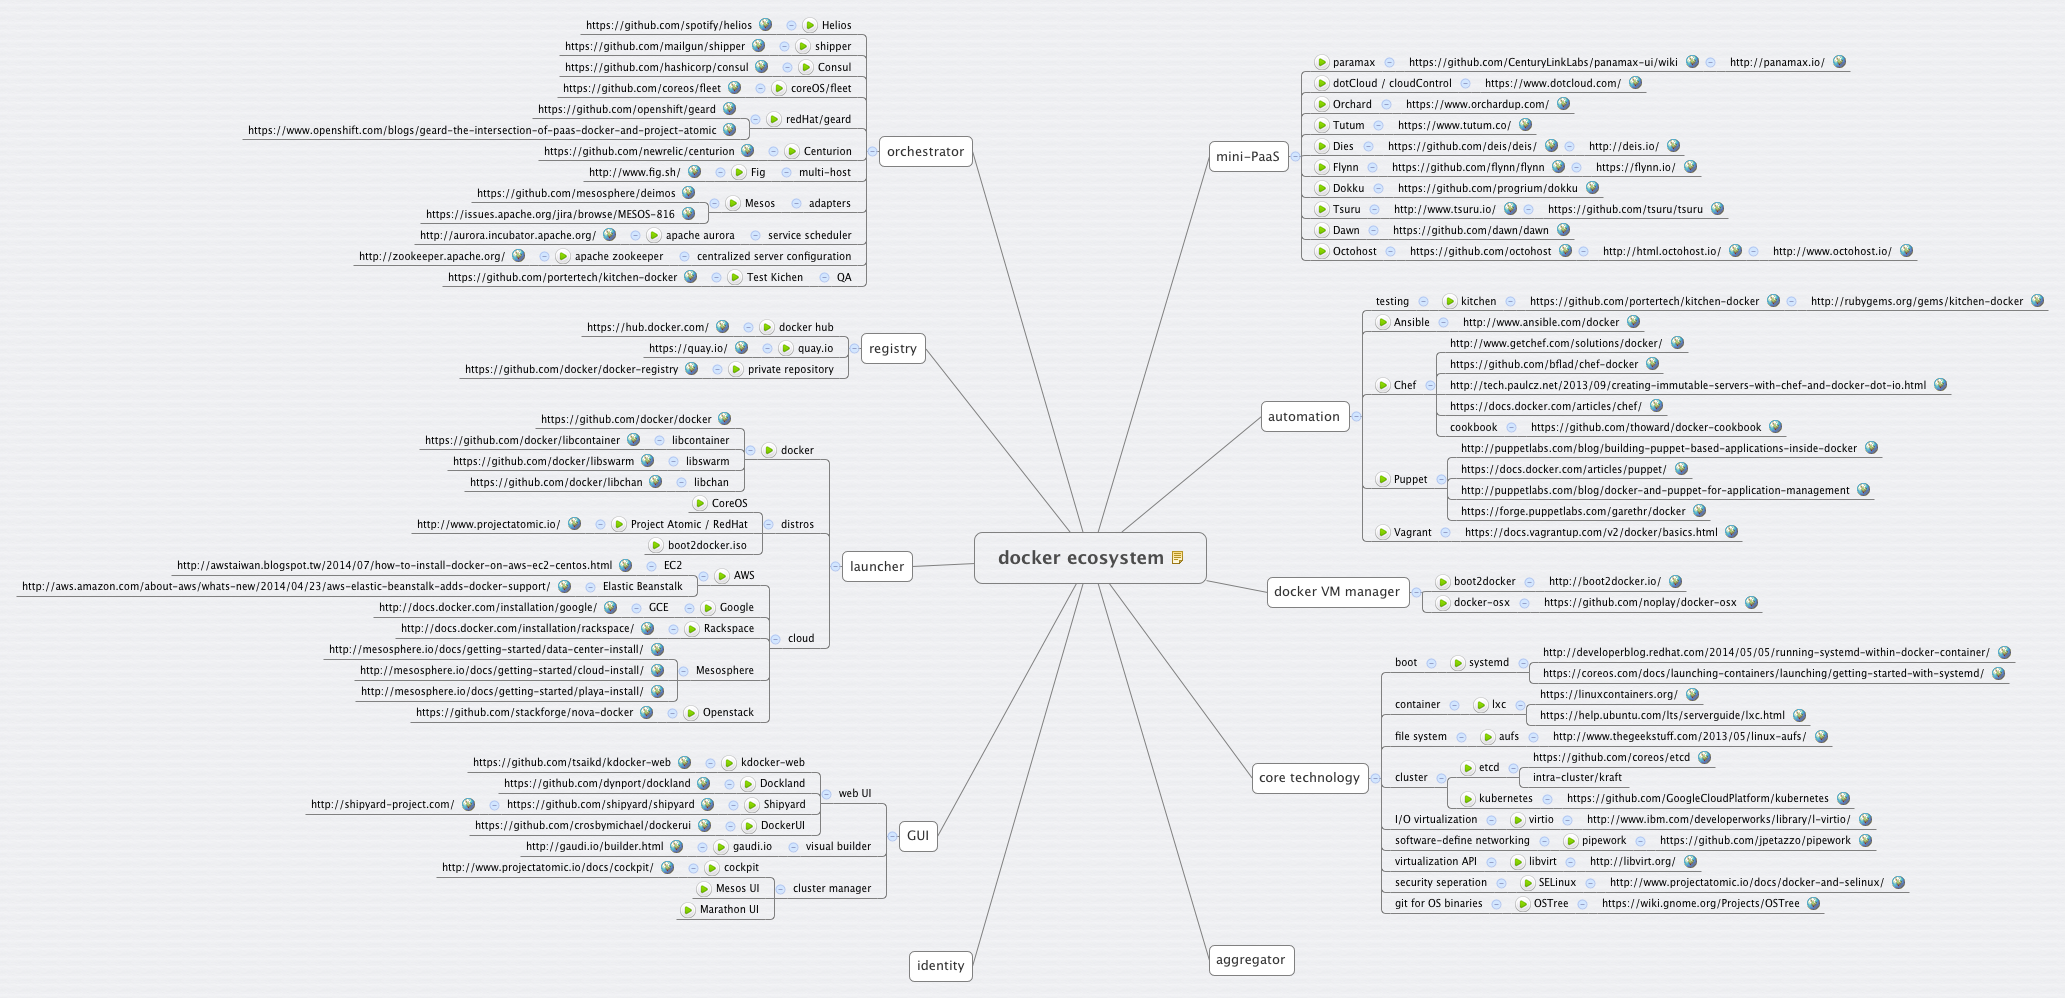 docker ecosystem
orchestrator
https://github.com/spotify/helios Helios
https://github.com/mailgun/shipper shipper
https://github.com/hashicorp/consul Consul
https://github.com/coreos/fleet coreOS/fleet
https://github.com/openshift/geard
redHat/geard
https://www.openshift.com/blogs/geard-the-intersection-of-paas-docker-and-project-atomic
https://github.com/newrelic/centurion Centurion
http://www.fig.sh/ Fig multi-host
https://github.com/mesosphere/deimos
Mesos adapters
https://issues.apache.org/jira/browse/MESOS-816
http://aurora.incubator.apache.org/ apache aurora service scheduler
http://zookeeper.apache.org/ apache zookeeper centralized server configuration
https://github.com/portertech/kitchen-docker Test Kichen QA
registry
https://hub.docker.com/ docker hub
https://quay.io/ quay.io
https://github.com/docker/docker-registry private repository
launcher
https://github.com/docker/docker
https://github.com/docker/libcontainer libcontainer
docker
https://github.com/docker/libswarm libswarm
https://github.com/docker/libchan libchan
CoreOS
http://www.projectatomic.io/ Project Atomic / RedHat distros
boot2docker.iso
http://awstaiwan.blogspot.tw/2014/07/how-to-install-docker-on-aws-ec2-centos.html EC2
AWS
http://aws.amazon.com/about-aws/whats-new/2014/04/23/aws-elastic-beanstalk-adds-docker-support/ Elastic Beanstalk
http://docs.docker.com/installation/google/ GCE Google
http://docs.docker.com/installation/rackspace/ Rackspace
cloud
http://mesosphere.io/docs/getting-started/data-center-install/
http://mesosphere.io/docs/getting-started/cloud-install/ Mesosphere
http://mesosphere.io/docs/getting-started/playa-install/
https://github.com/stackforge/nova-docker Openstack
GUI
https://github.com/tsaikd/kdocker-web kdocker-web
https://github.com/dynport/dockland Dockland
web UI
http://shipyard-project.com/ https://github.com/shipyard/shipyard Shipyard
https://github.com/crosbymichael/dockerui DockerUI
http://gaudi.io/builder.html gaudi.io visual builder
http://www.projectatomic.io/docs/cockpit/ cockpit
Mesos UI cluster manager
Marathon UI
identity
mini-PaaS
paramax https://github.com/CenturyLinkLabs/panamax-ui/wiki http://panamax.io/
dotCloud / cloudControl https://www.dotcloud.com/
Orchard https://www.orchardup.com/
Tutum https://www.tutum.co/
Dies https://github.com/deis/deis/ http://deis.io/
Flynn https://github.com/flynn/flynn https://flynn.io/
Dokku https://github.com/progrium/dokku
Tsuru http://www.tsuru.io/ https://github.com/tsuru/tsuru
Dawn https://github.com/dawn/dawn
Octohost https://github.com/octohost http://html.octohost.io/ http://www.octohost.io/
automation
testing kitchen https://github.com/portertech/kitchen-docker http://rubygems.org/gems/kitchen-docker
Ansible http://www.ansible.com/docker
http://www.getchef.com/solutions/docker/
https://github.com/bflad/chef-docker
Chef http://tech.paulcz.net/2013/09/creating-immutable-servers-with-chef-and-docker-dot-io.html
https://docs.docker.com/articles/chef/
cookbook https://github.com/thoward/docker-cookbook
http://puppetlabs.com/blog/building-puppet-based-applications-inside-docker
https://docs.docker.com/articles/puppet/
Puppet
http://puppetlabs.com/blog/docker-and-puppet-for-application-management
https://forge.puppetlabs.com/garethr/docker
Vagrant https://docs.vagrantup.com/v2/docker/basics.html
docker VM manager
boot2docker http://boot2docker.io/
docker-osx https://github.com/noplay/docker-osx
core technology
http://developerblog.redhat.com/2014/05/05/running-systemd-within-docker-container/
boot systemd
https://coreos.com/docs/launching-containers/launching/getting-started-with-systemd/
https://linuxcontainers.org/
container lxc
https://help.ubuntu.com/lts/serverguide/lxc.html
file system aufs http://www.thegeekstuff.com/2013/05/linux-aufs/
https://github.com/coreos/etcd
etcd
cluster intra-cluster/kraft
kubernetes https://github.com/GoogleCloudPlatform/kubernetes
I/O virtualization virtio http://www.ibm.com/developerworks/library/l-virtio/
software-define networking pipework https://github.com/jpetazzo/pipework
virtualization API libvirt http://libvirt.org/
security seperation SELinux http://www.projectatomic.io/docs/docker-and-selinux/
git for OS binaries OSTree https://wiki.gnome.org/Projects/OSTree
aggregator